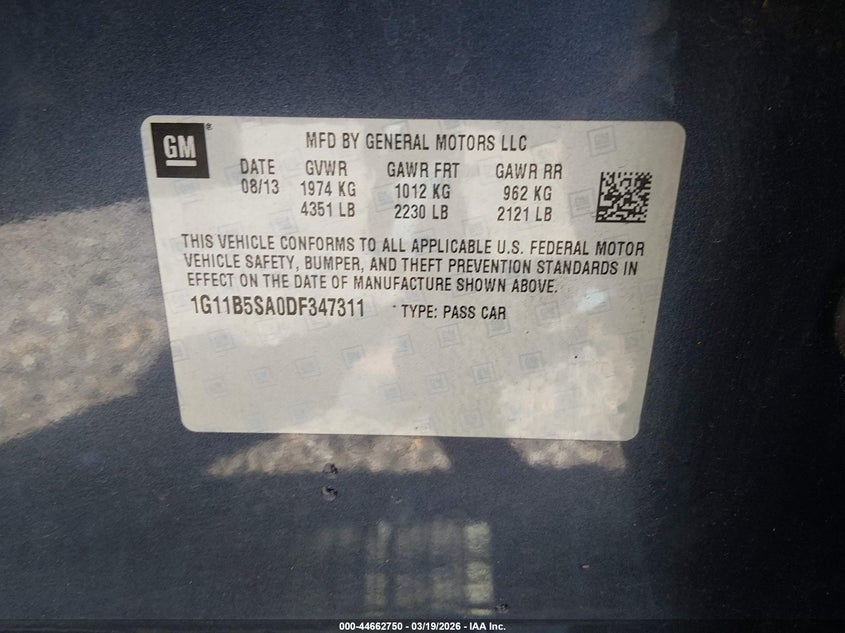 GM ®
MFD BY GENERAL MOTORS LLC
DATE GVWR GAWR FRT GAWR RR
08/13 1974 KG 1012 KG 962 KG
4351 LB 2230 LB 2121 LB
THIS VEHICLE CONFORMS TO ALL APPLICABLE U.S. FEDERAL MOTOR
VEHICLE SAFETY, BUMPER, AND THEFT PREVENTION STANDARDS IN
EFFECT ON THE DATE OF MANUFACTURE SHOWN ABOVE.
1G11B5SA0DF347311 TYPE: PASS CAR
000-44662750 - 03/19/2026 - IAA Inc.